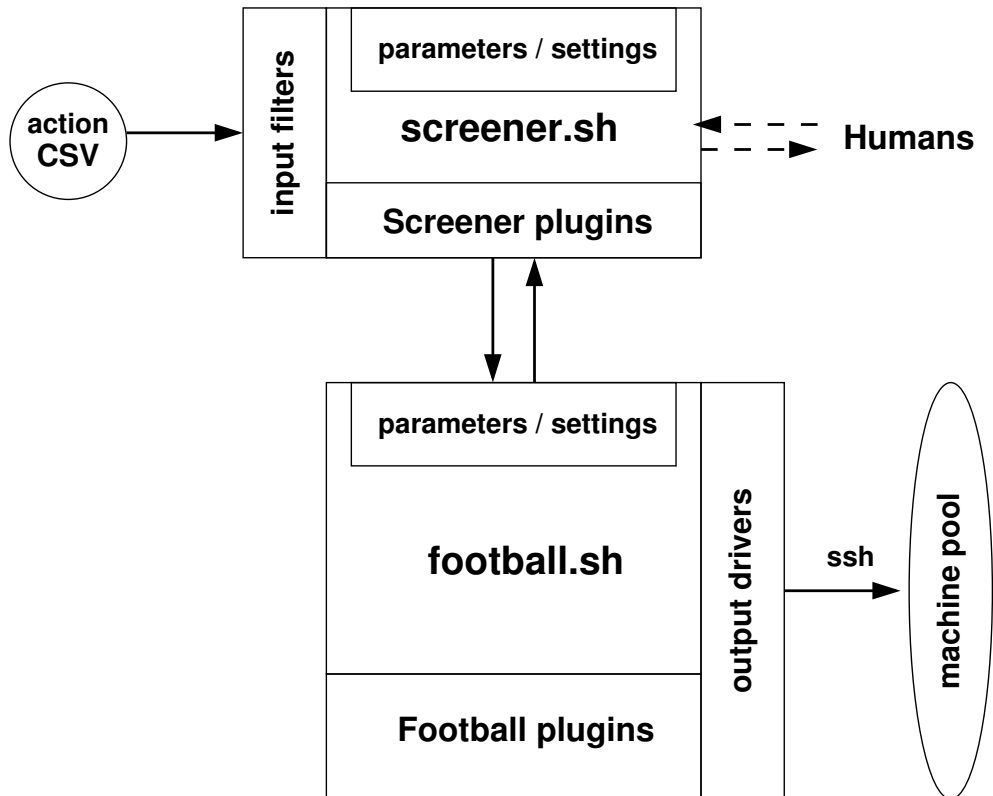 parameters / settings
action
CSV
input filters
screener.sh
Humans
Screener plugins
parameters / settings
football.sh
output drivers
ssh
machine pool
Football plugins